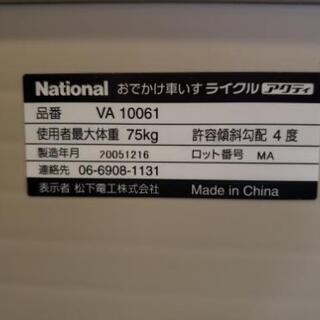 National おでかけ車いす ライクル アクティ
品番 VA 10061
使用者最大体重 75kg 許容傾斜勾配 4 度
製造年月 20051216 ロット番号 MA
連絡先 06-6908-1131
表示者 松下電工株式会社 Made in China